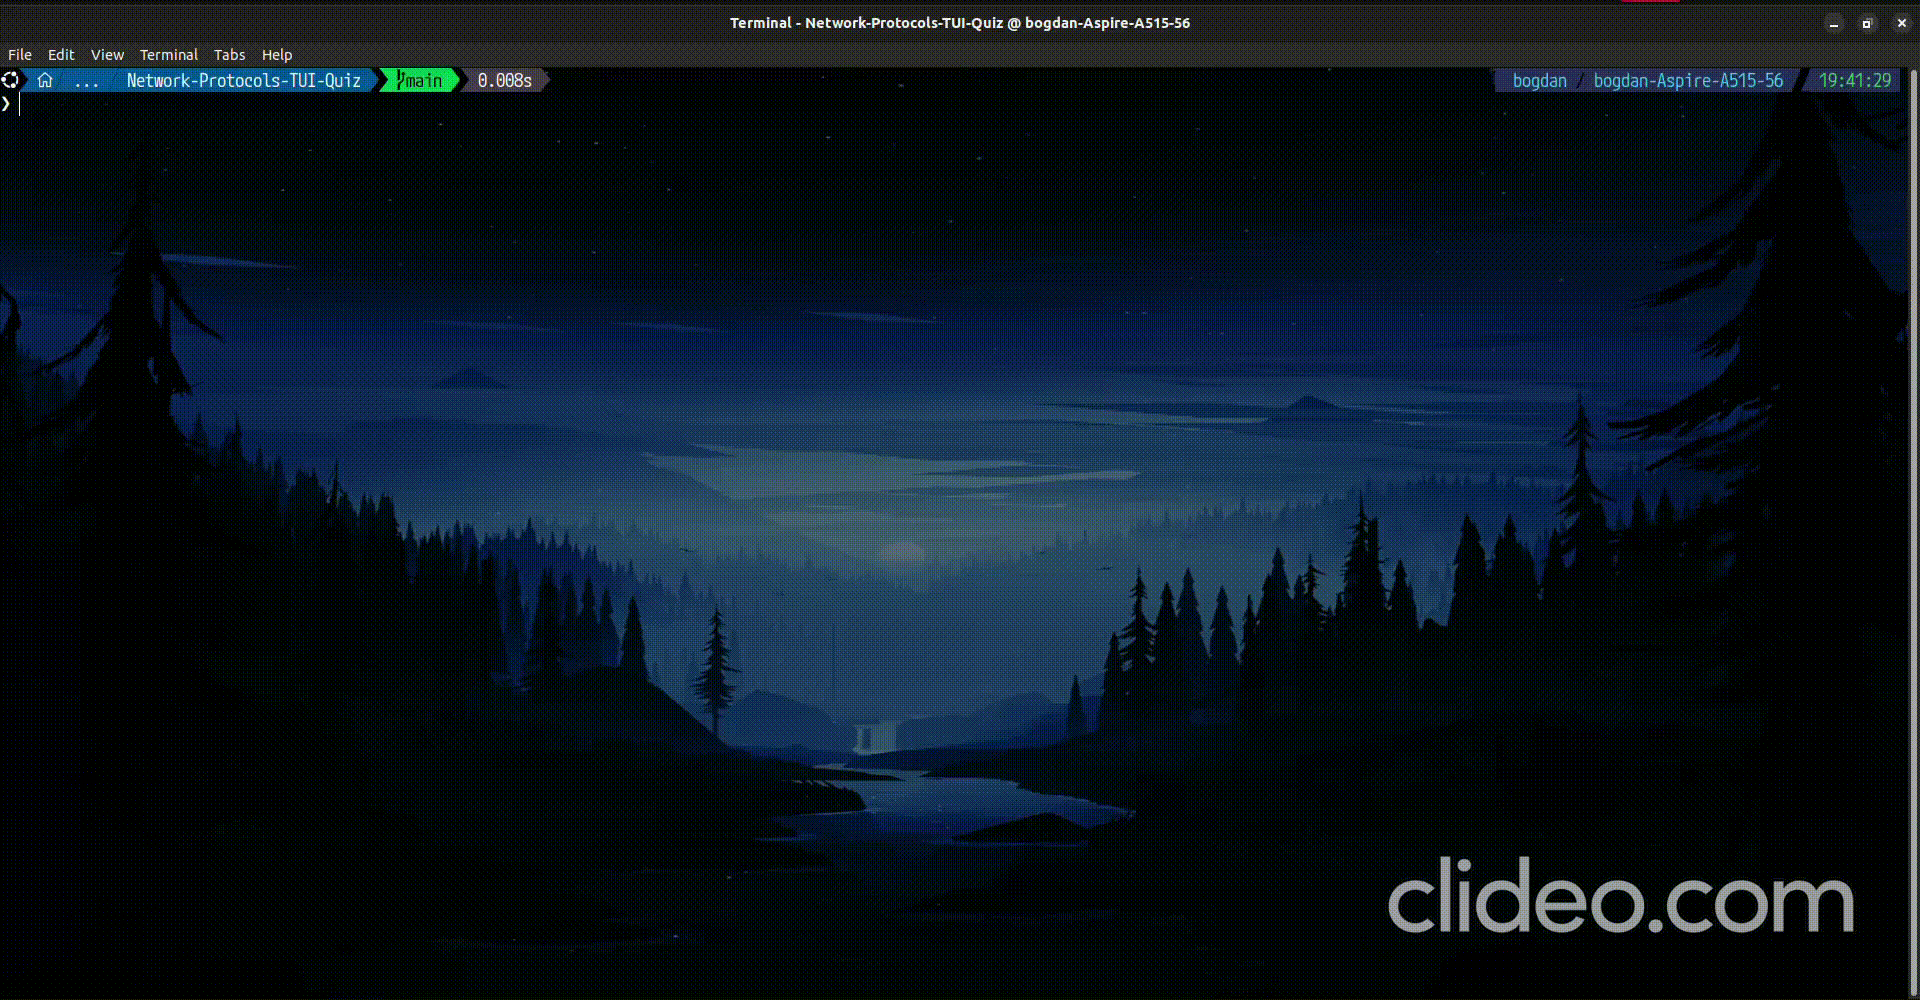 Terminal - Network-Protocols-TUI-Quiz @ bogdan-Aspire-A515-56
File Edit View Terminal Tabs Help
... Network-Protocols-TUI-Quiz main 0.008s bogdan / bogdan-Aspire-A515-56 19:41:29
❯
clideo.com